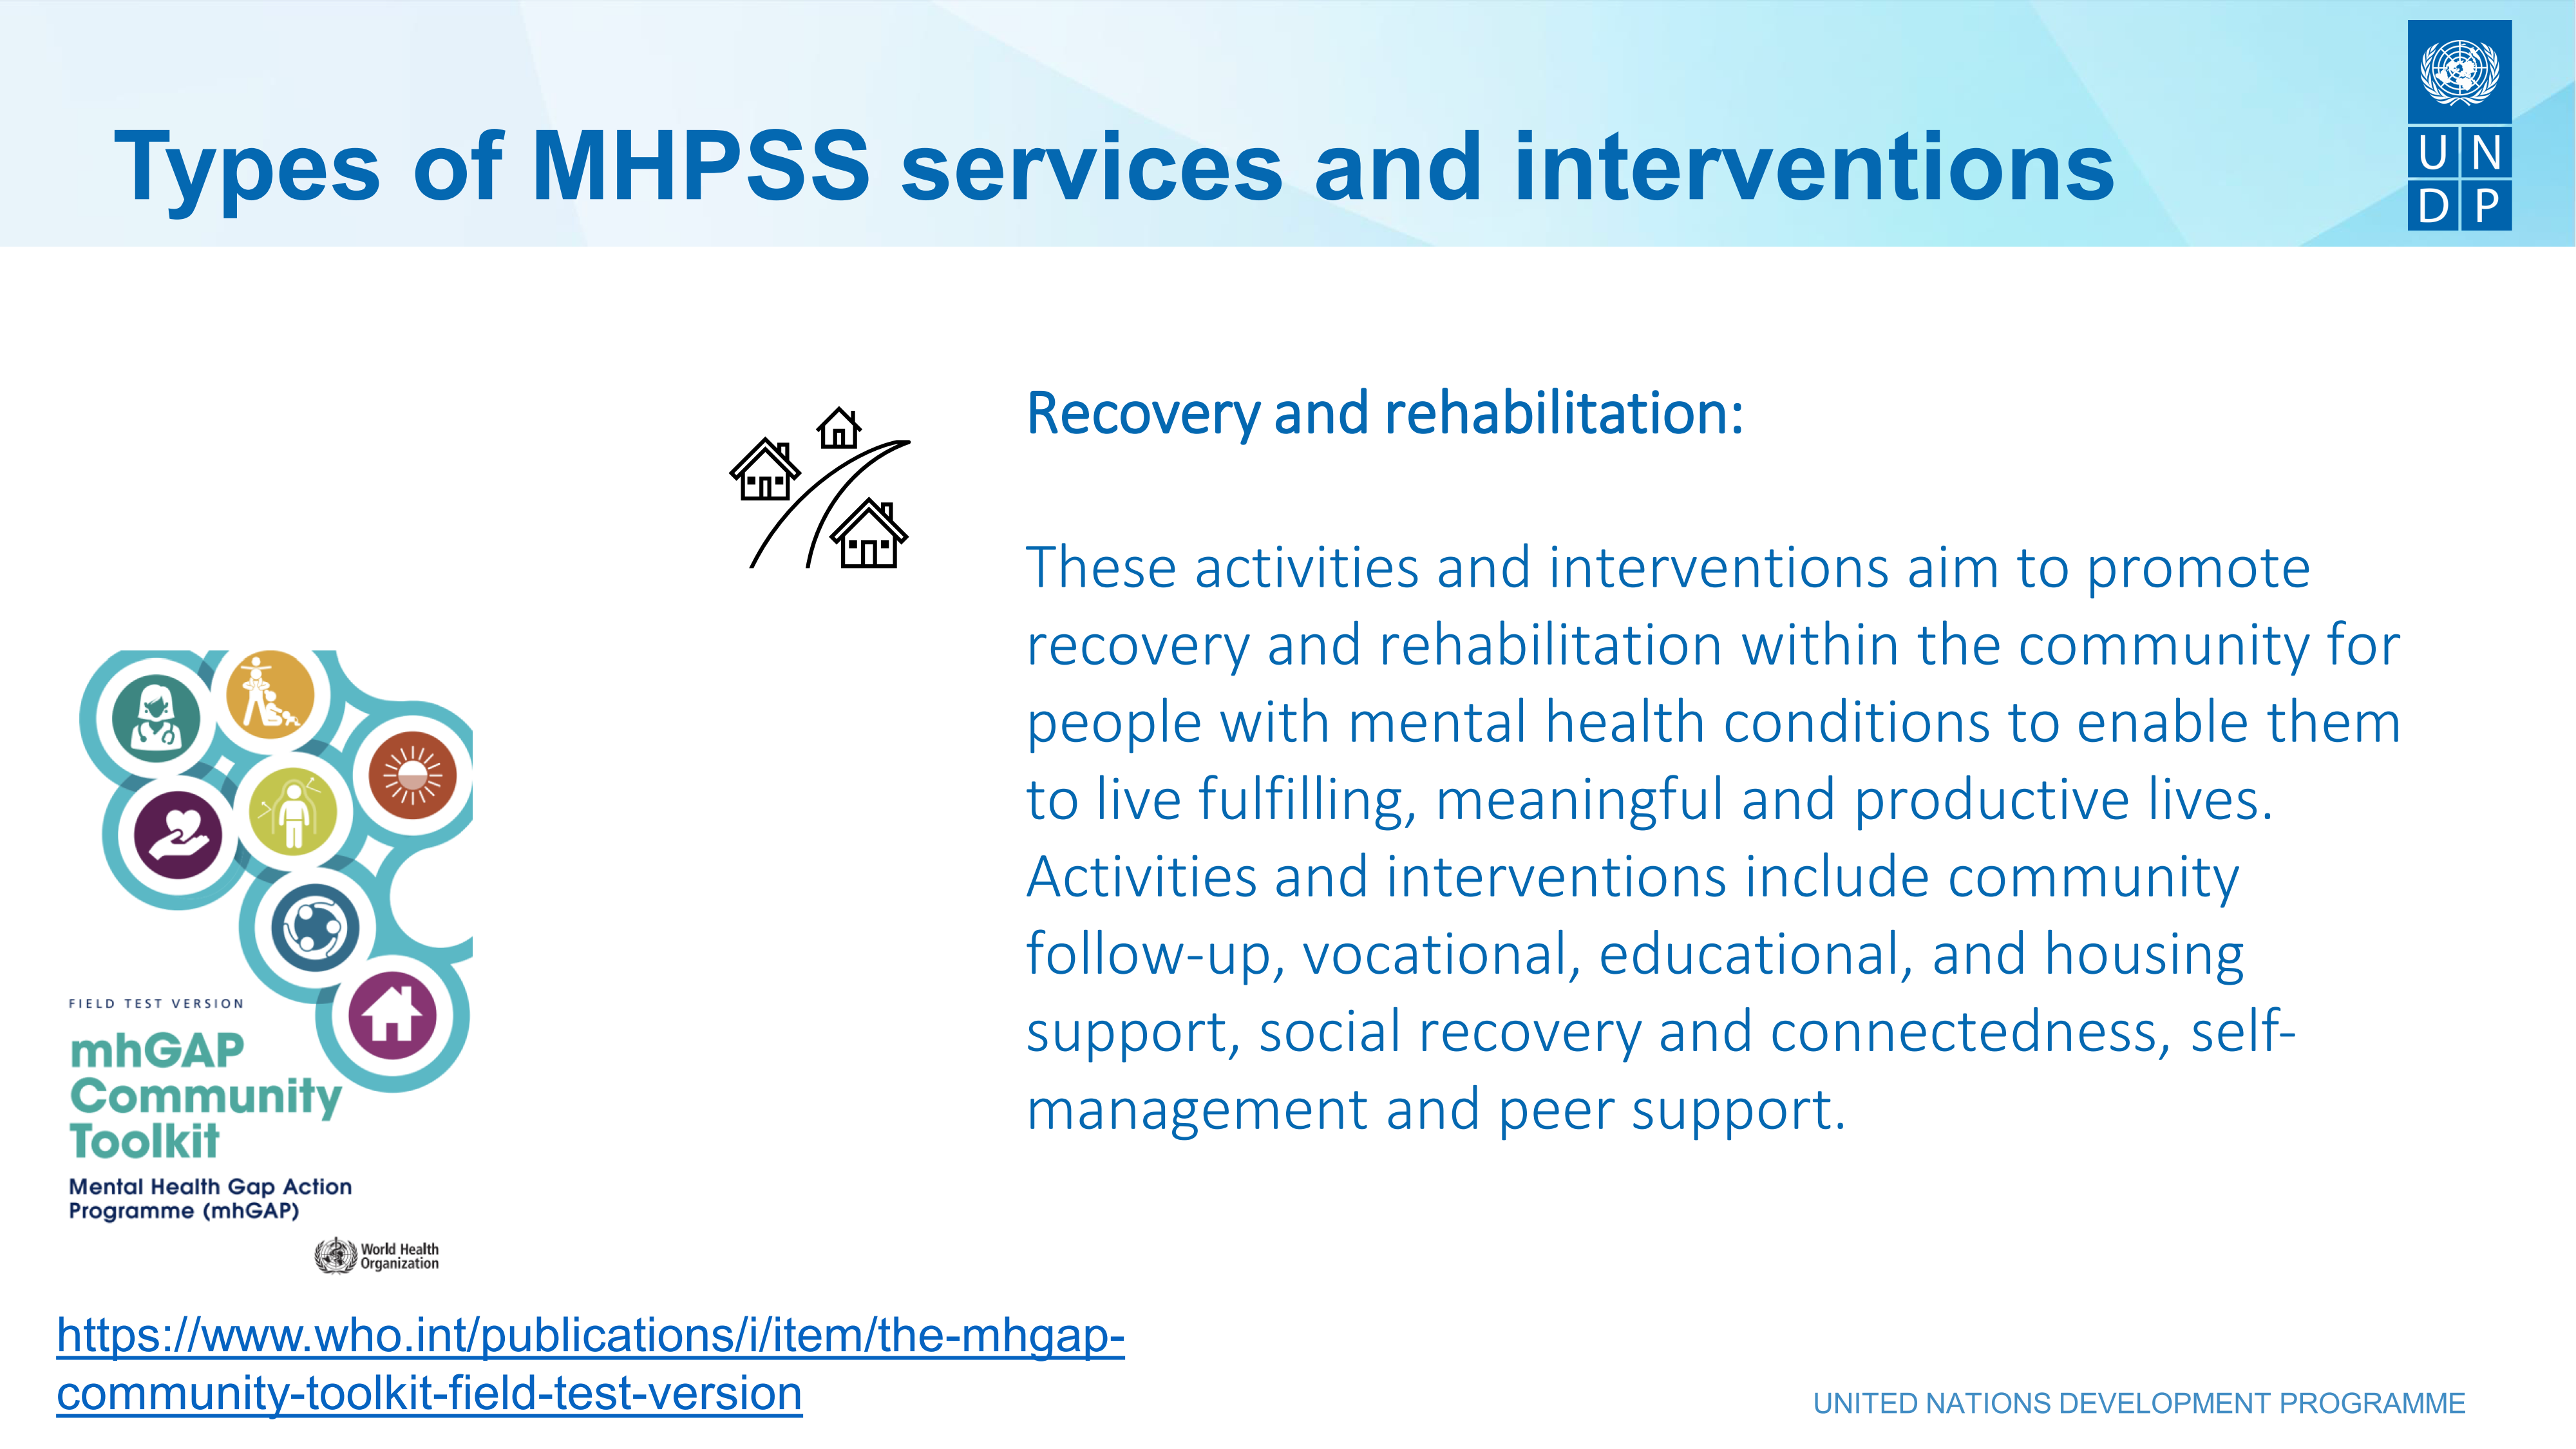 Types of MHPSS services and interventions
U N
D P
Recovery and rehabilitation:
These activities and interventions aim to promote
recovery and rehabilitation within the community for
people with mental health conditions to enable them
to live fulfilling, meaningful and productive lives.
Activities and interventions include community
follow-up, vocational, educational, and housing
support, social recovery and connectedness, self-
management and peer support.
FIELD TEST VERSION
mhGAP
Community
Toolkit
Mental Health Gap Action
Programme (mhGAP)
World Health
Organization
https://www.who.int/publications/i/item/the-mhgap-
community-toolkit-field-test-version
UNITED NATIONS DEVELOPMENT PROGRAMME